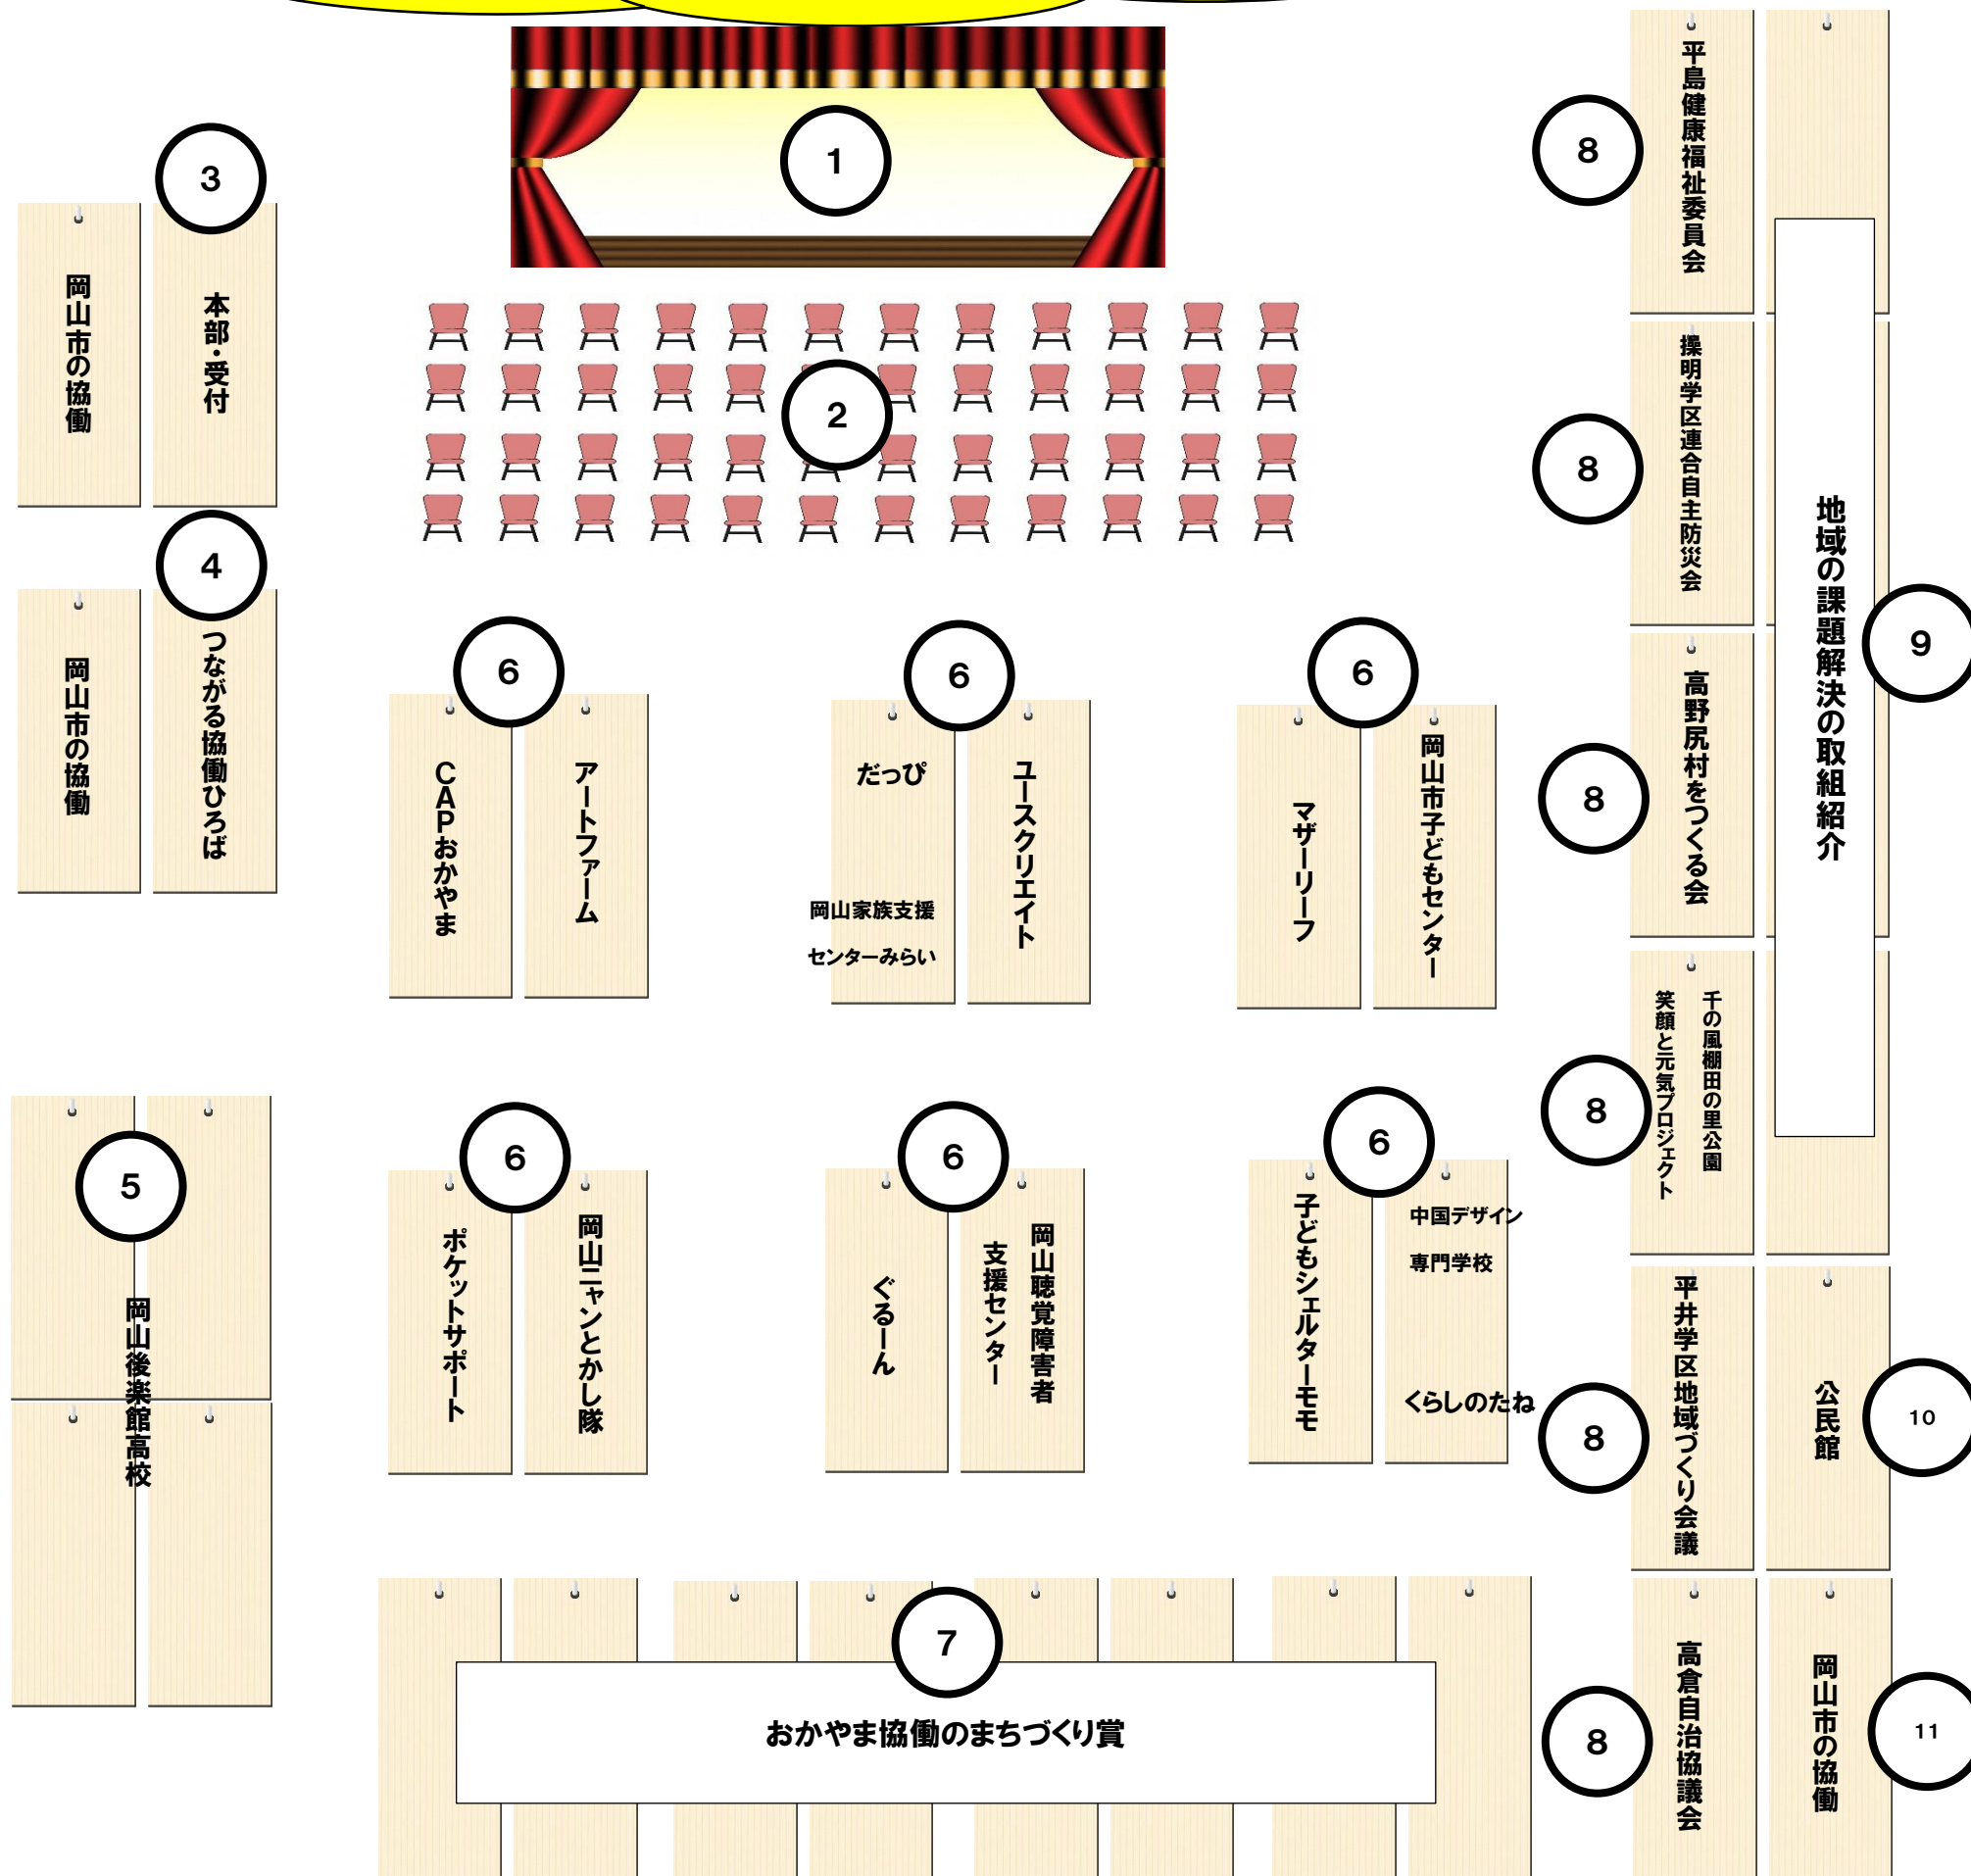 1
2
3
岡山市の協働
本部・受付
4
岡山市の協働
つながる協働ひろば
5
岡山後楽館高校
6
CAPおかやま
アートファーム
6
だっぴ
岡山家族支援
センターみらい
ユースクリエイト
6
マザーリーフ
岡山市子どもセンター
6
ポケットサポート
岡山ニャンとかし隊
6
ぐるーん
岡山聴覚障害者
支援センター
6
子どもシェルターモモ
中国デザイン
専門学校
くらしのたね
7
おかやま協働のまちづくり賞
8
平島健康福祉委員会
8
操明学区連合自主防災会
8
高野尻村をつくる会
8
千の風棚田の里公園
笑顔と元気プロジェクト
8
平井学区地域づくり会議
8
高倉自治協議会
9
地域の課題解決の取組紹介
10
公民館
11
岡山市の協働